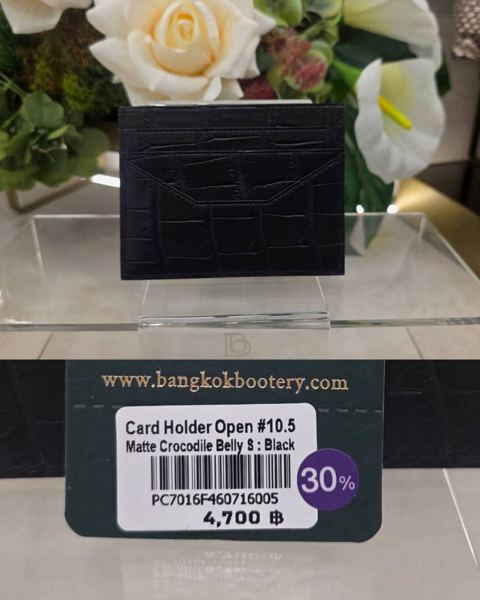 B
www.bangkokbootery.com
Card Holder Open #10.5
Matte Crocodile Belly S : Black
PC7016F460716005
4,700 ฿
30%